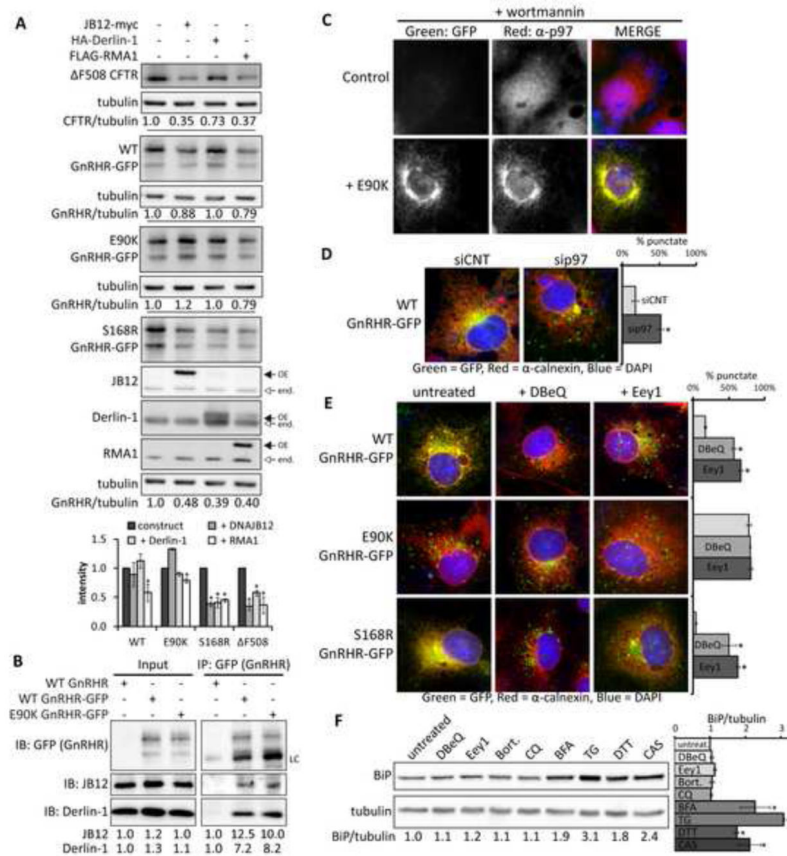 A
JB12-myc - + - -
HA-Derlin-1 - - + -
FLAG-RMA1 - - - +
ΔF508 CFTR
tubulin
CFTR/tubulin 1.0 0.35 0.73 0.37
WT
GnRHR-GFP
tubulin
GnRHR/tubulin 1.0 0.88 1.0 0.79
E90K
GnRHR-GFP
tubulin
GnRHR/tubulin 1.0 1.2 1.0 0.79
S168R
GnRHR-GFP
JB12
OE
end.
Derlin-1
OE
end.
RMA1
OE
end.
tubulin
GnRHR/tubulin 1.0 0.48 0.39 0.40
construct + DNAJB12
+ Derlin-1 + RMA1
intensity
1.5
1.0
0.5
0.0
WT E90K S168R ΔF508
B
Input IP: GFP (GnRHR)
WT GnRHR + - - + - -
WT GnRHR-GFP - + - - + -
E90K GnRHR-GFP - - + - - +
IB: GFP (GnRHR)
LC
IB: JB12
IB: Derlin-1
JB12 1.0 1.2 1.0 1.0 12.5 10.0
Derlin-1 1.0 1.3 1.1 1.0 7.2 8.2
C
+ wortmannin
Green: GFP Red: α-p97 MERGE
Control
+ E90K
D
siCNT sip97
% punctate
0% 50% 100%
WT
GnRHR-GFP
siCNT
sip97 *
Green = GFP, Red = α-calnexin, Blue = DAPI
E
untreated + DBeQ + Eey1
% punctate
0% 50% 100%
WT
GnRHR-GFP
DBeQ *
Eey1 *
E90K
GnRHR-GFP
DBeQ
Eey1
S168R
GnRHR-GFP
DBeQ *
Eey1 *
Green = GFP, Red = α-calnexin, Blue = DAPI
F
untreated DBeQ Eey1 Bort. CQ BFA TG DTT CAS
BiP
tubulin
BiP/tubulin 1.0 1.1 1.2 1.1 1.1 1.9 3.1 1.8 2.4
BiP/tubulin
0 1 2 3
untreat.
DBeQ
Eey1
Bort.
CQ
BFA *
TG
DTT *
CAS *